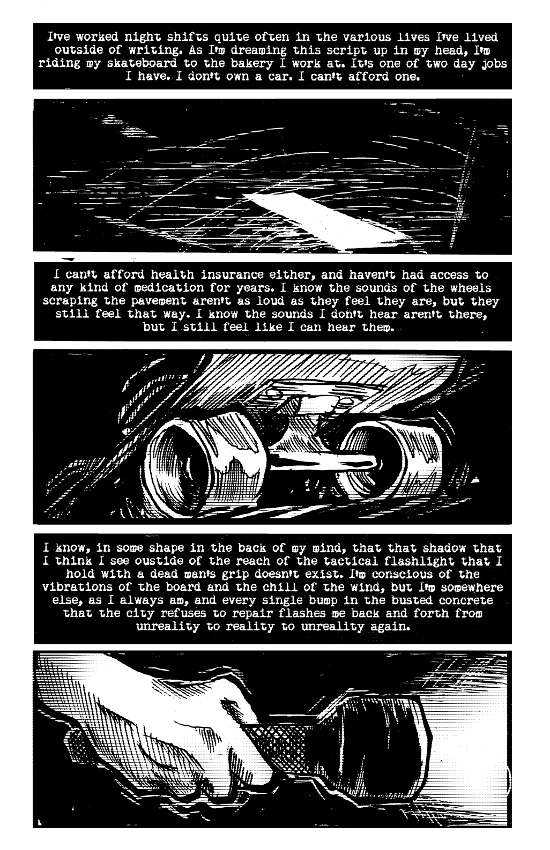 I've worked night shifts quite often in the various lives I've lived
outside of writing. As I'm dreaming this script up in my head, I'm
riding my skateboard to the bakery I work at. It's one of two day jobs
I have. I don't own a car. I can't afford one.
I can't afford health insurance either, and haven't had access to
any kind of medication for years. I know the sounds of the wheels
scraping the pavement aren't as loud as they feel they are, but they
still feel that way. I know the sounds I don't hear aren't there,
but I still feel like I can hear them.
I know, in some shape in the back of my mind, that that shadow that
I think I see oustide of the reach of the tactical flashlight that I
hold with a dead man's grip doesn't exist. I'm conscious of the
vibrations of the board and the chill of the wind, but I'm somewhere
else, as I always am, and every single bump in the busted concrete
that the city refuses to repair flashes me back and forth from
unreality to reality to unreality again.